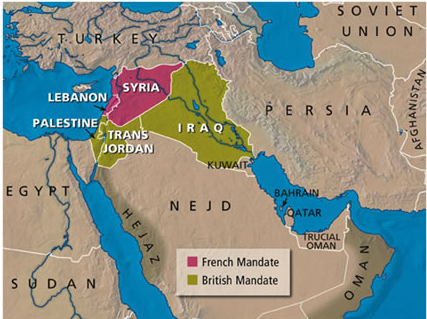 SOVIET
UNION
TURKEY
SYRIA
LEBANON
PALESTINE
TRANS
JORDAN
IRAQ
PERSIA
AFGHANISTAN
KUWAIT
EGYPT
NEJD
BAHRAIN
QATAR
TRUCIAL
OMAN
HEJAZ
OMAN
SUDAN
French Mandate
British Mandate